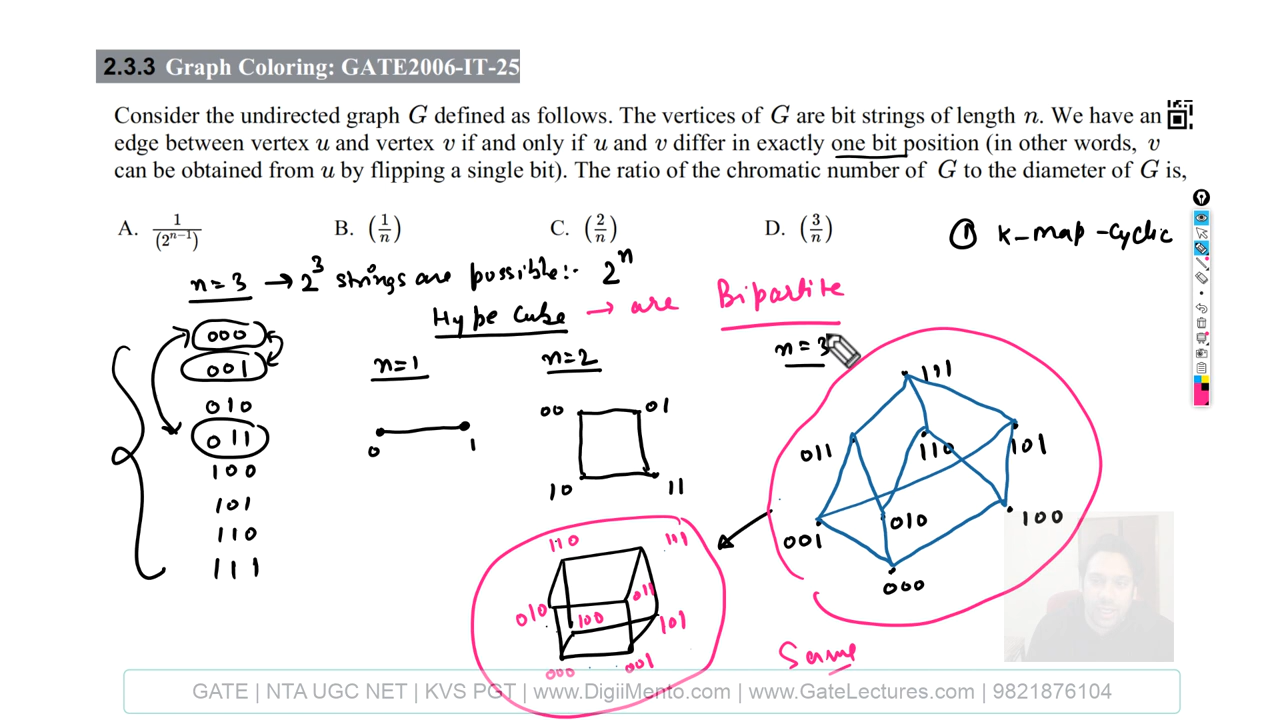 2.3.3 Graph Coloring: GATE2006-IT-25
Consider the undirected graph G defined as follows. The vertices of G are bit strings of length n. We have an
edge between vertex u and vertex v if and only if u and v differ in exactly one bit position (in other words, v
can be obtained from u by flipping a single bit). The ratio of the chromatic number of G to the diameter of G is,
A. 1/(2^{n-1}) B. (1/n) C. (2/n) D. (3/n)
① K-map-cyclic
n=3 → 2^3 strings are possible:- 2^n
Hype Cube → are Bipartite
000
001
010
011
100
101
110
111
n=1
0 1
n=2
00 01
10 11
n=3
111
011 110 101
001 010 100
000
110 111
010 011
100 101
000 001
Same
GATE | NTA UGC NET | KVS PGT | www.DigiiMento.com | www.GateLectures.com | 9821876104